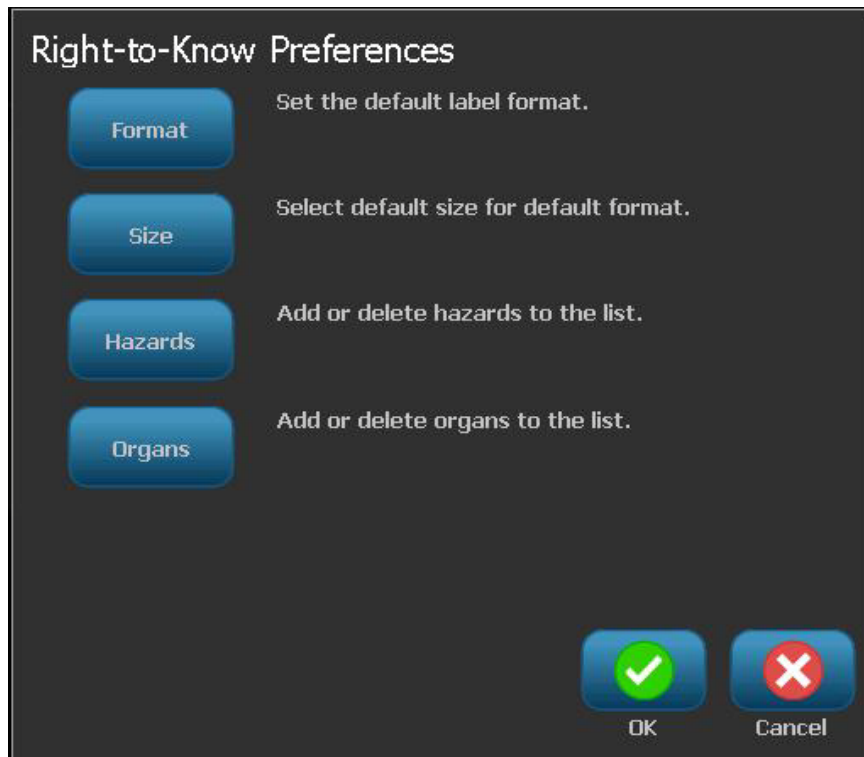 Right-to-Know Preferences
Format
Set the default label format.
Size
Select default size for default format.
Hazards
Add or delete hazards to the list.
Organs
Add or delete organs to the list.
OK
Cancel